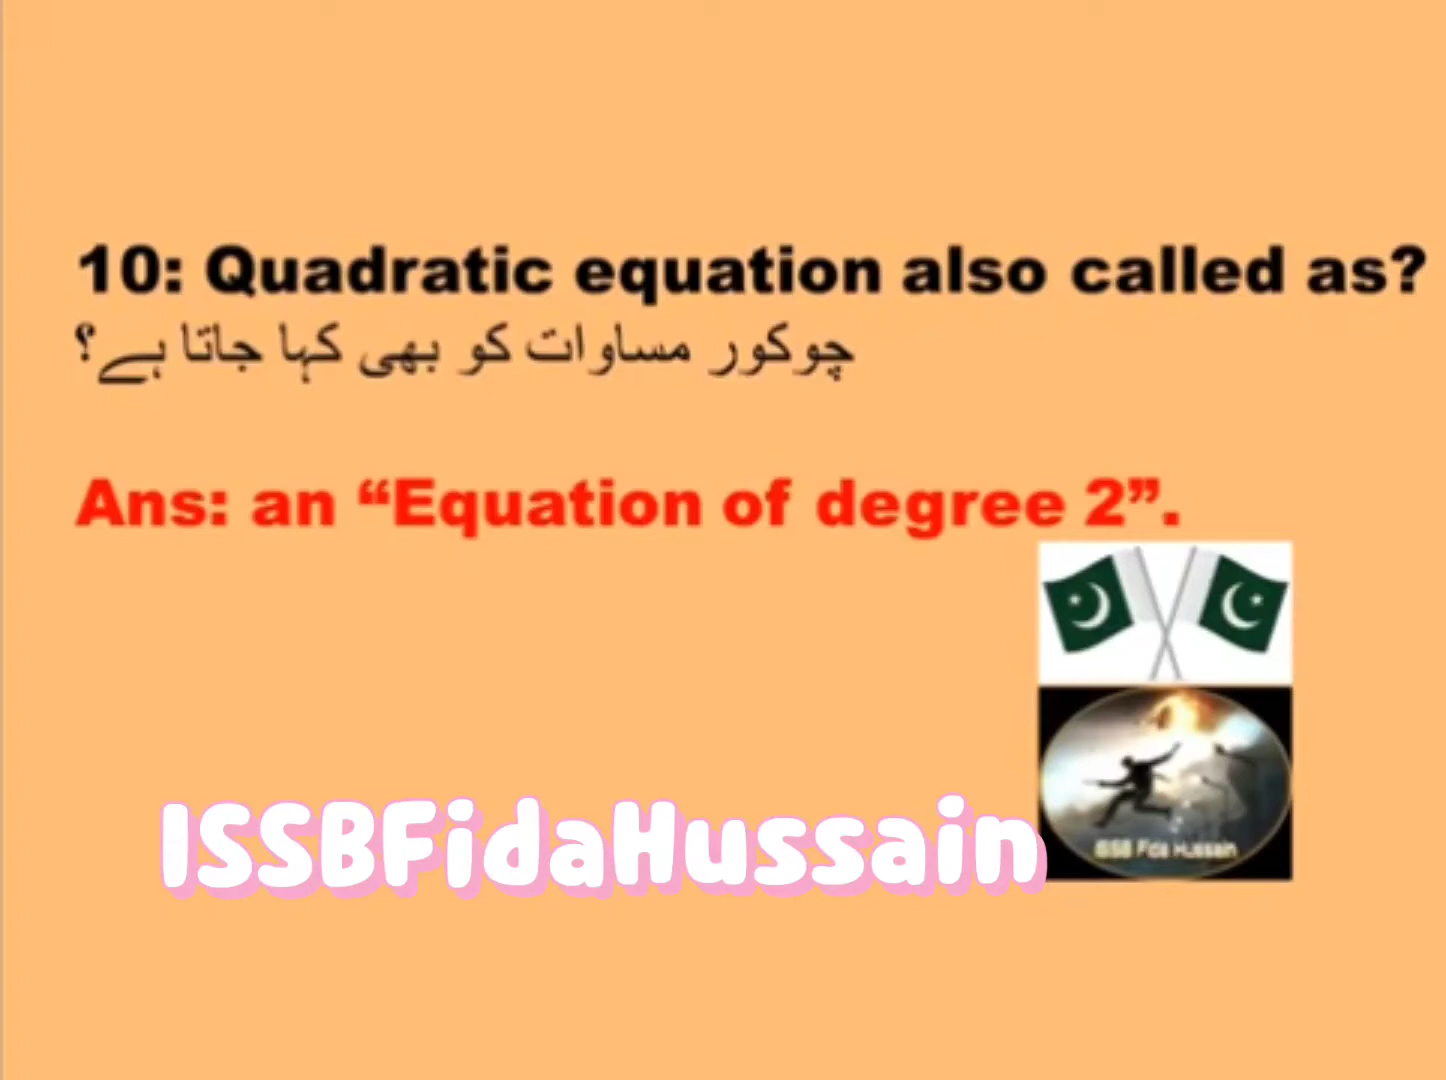 10: Quadratic equation also called as?
چوکور مساوات کو بھی کہا جاتا ہے؟
Ans: an “Equation of degree 2”.
ISSBFidaHussain
ISSB Fida Hussain